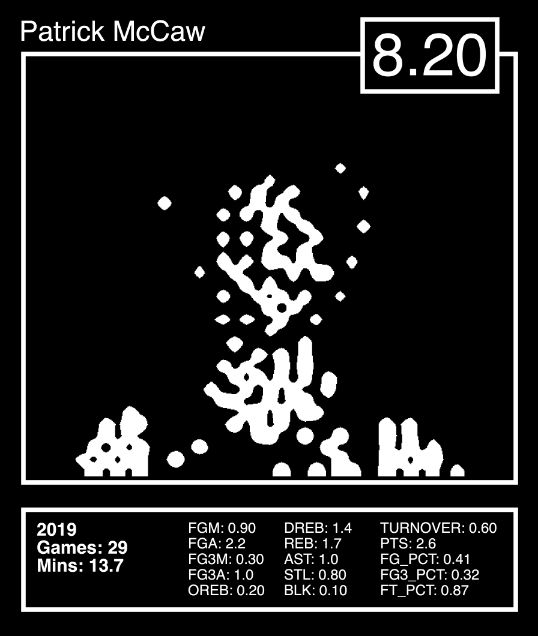 Patrick McCaw
8.20
2019
Games: 29
Mins: 13.7
FGM: 0.90
FGA: 2.2
FG3M: 0.30
FG3A: 1.0
OREB: 0.20
DREB: 1.4
REB: 1.7
AST: 1.0
STL: 0.80
BLK: 0.10
TURNOVER: 0.60
PTS: 2.6
FG_PCT: 0.41
FG3_PCT: 0.32
FT_PCT: 0.87